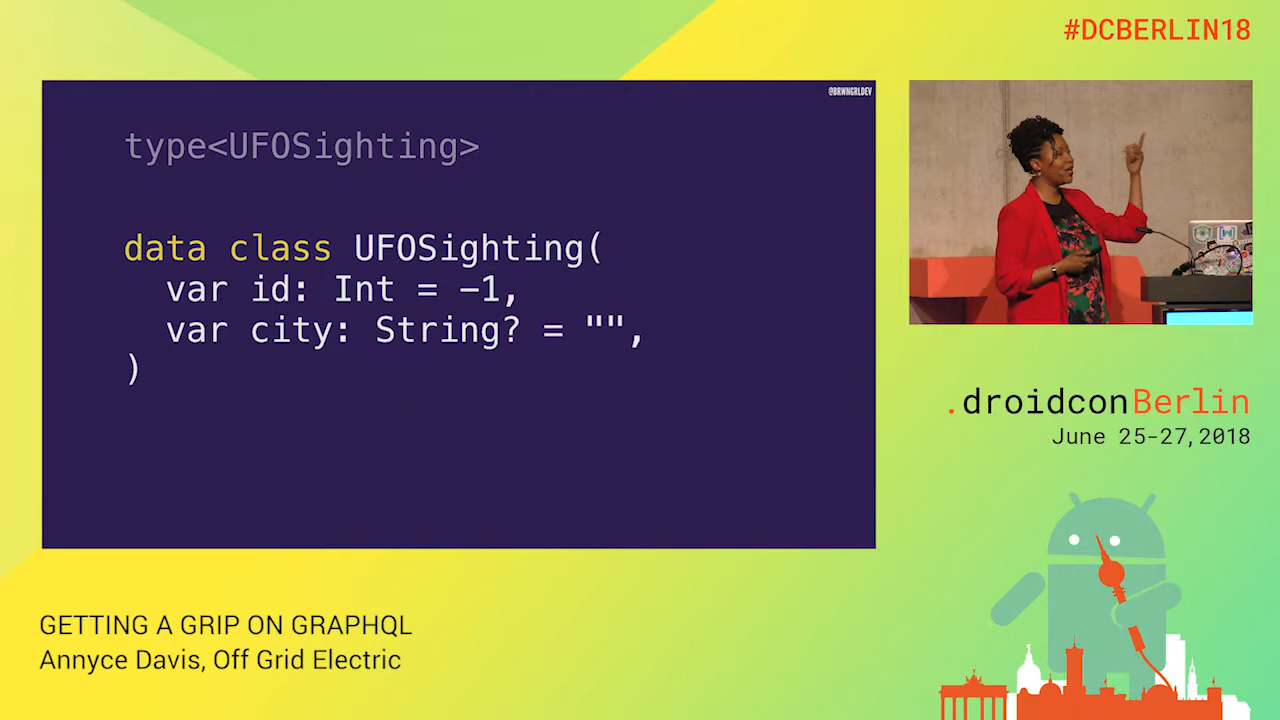 #DCBERLIN18
@BRWNGRLDEV
type<UFOSighting>
data class UFOSighting(
var id: Int = -1,
var city: String? = "",
)
.droidconBerlin
June 25-27,2018
GETTING A GRIP ON GRAPHQL
Annyce Davis, Off Grid Electric